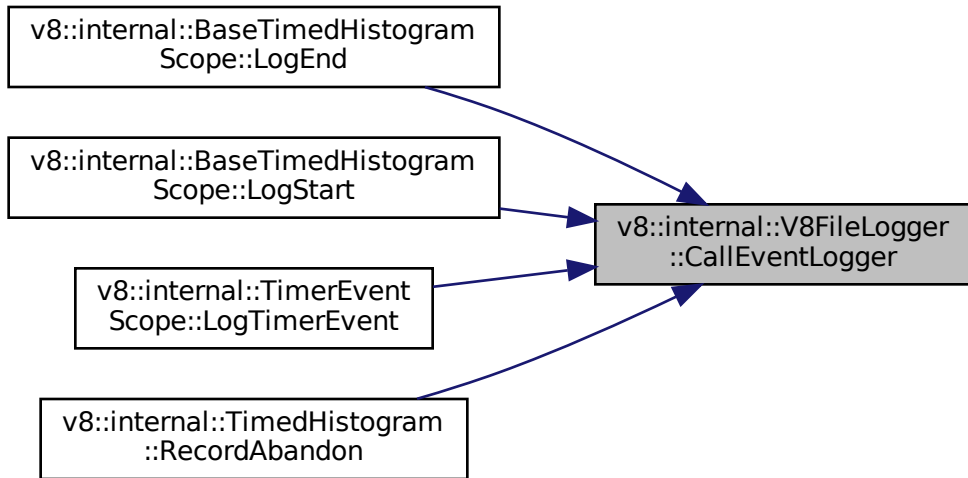 v8::internal::BaseTimedHistogram
Scope::LogEnd
v8::internal::BaseTimedHistogram
Scope::LogStart
v8::internal::V8FileLogger
::CallEventLogger
v8::internal::TimerEvent
Scope::LogTimerEvent
v8::internal::TimedHistogram
::RecordAbandon